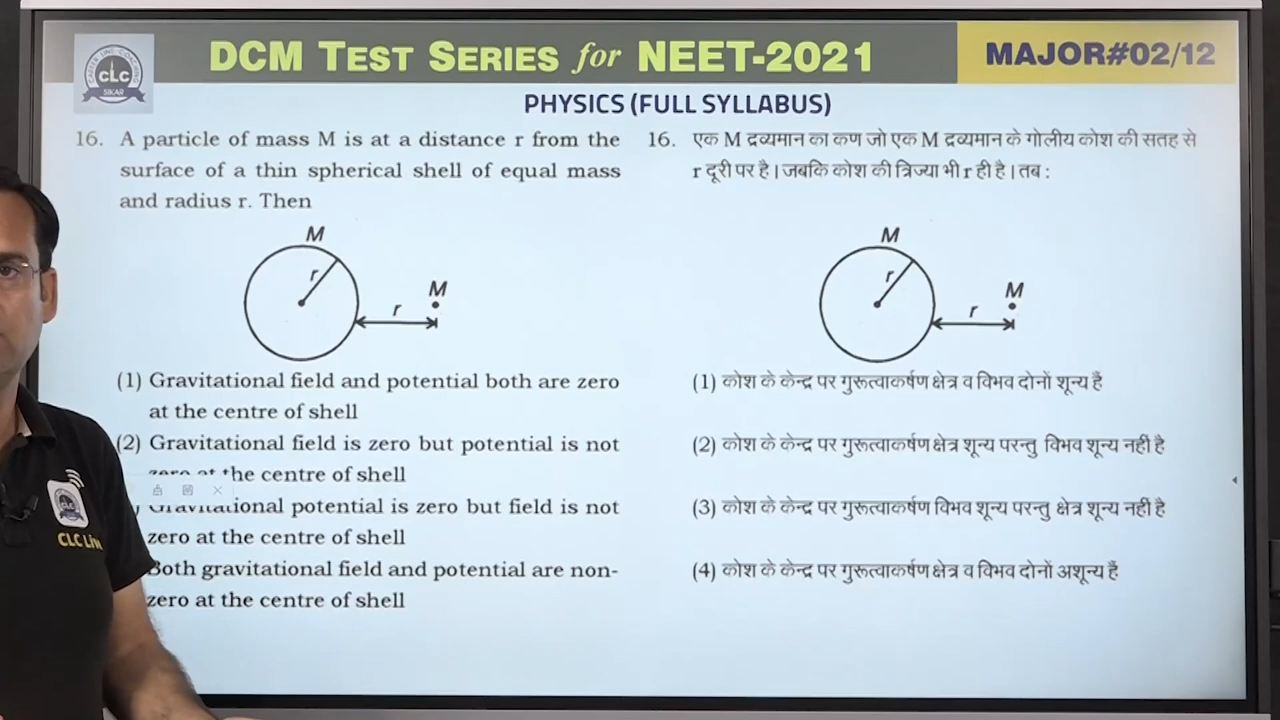 DCM TEST SERIES for NEET-2021
MAJOR#02/12
CLC
SIKAR
PHYSICS (FULL SYLLABUS)
16. A particle of mass M is at a distance r from the
surface of a thin spherical shell of equal mass
and radius r. Then
M
r
M
r
(1) Gravitational field and potential both are zero
at the centre of shell
(2) Gravitational field is zero but potential is not
zero at the centre of shell
Gravitational potential is zero but field is not
zero at the centre of shell
Both gravitational field and potential are non-
zero at the centre of shell
16. एक M द्रव्यमान का कण जो एक M द्रव्यमान के गोलीय कोश की सतह से
r दूरी पर है। जबकि कोश की त्रिज्या भी r ही है। तब :
M
r
M
r
(1) कोश के केन्द्र पर गुरूत्वाकर्षण क्षेत्र व विभव दोनों शून्य हैं
(2) कोश के केन्द्र पर गुरूत्वाकर्षण क्षेत्र शून्य परन्तु विभव शून्य नहीं है
(3) कोश के केन्द्र पर गुरूत्वाकर्षण विभव शून्य परन्तु क्षेत्र शून्य नहीं है
(4) कोश के केन्द्र पर गुरूत्वाकर्षण क्षेत्र व विभव दोनों अशून्य हैं
CLC Live